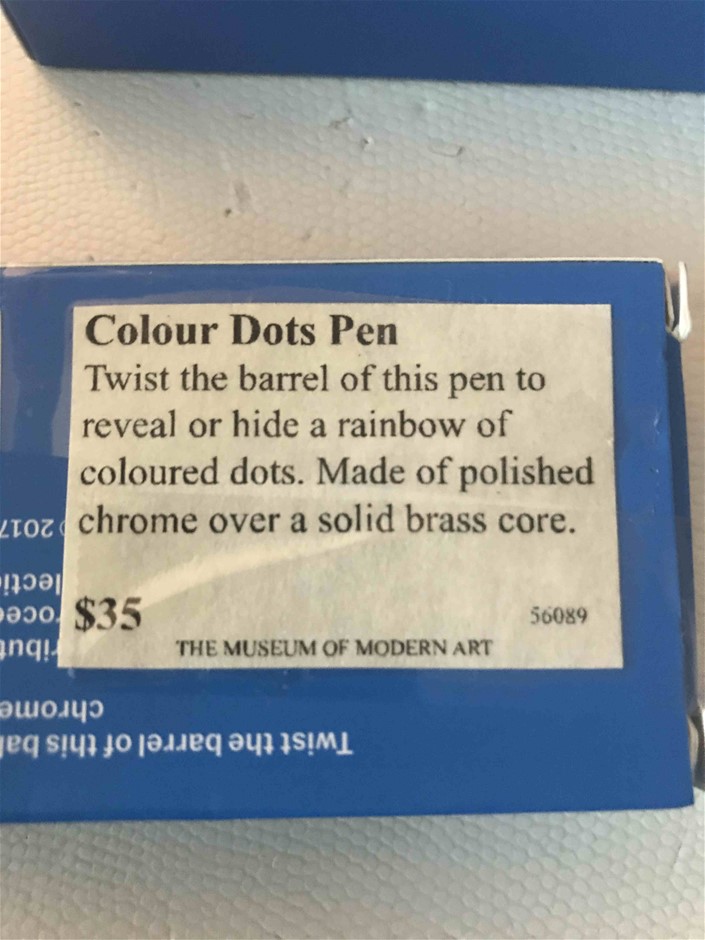 Colour Dots Pen
Twist the barrel of this pen to
reveal or hide a rainbow of
coloured dots. Made of polished
chrome over a solid brass core.
$35
56089
THE MUSEUM OF MODERN ART
Twist the barrel of this
chrome
2017